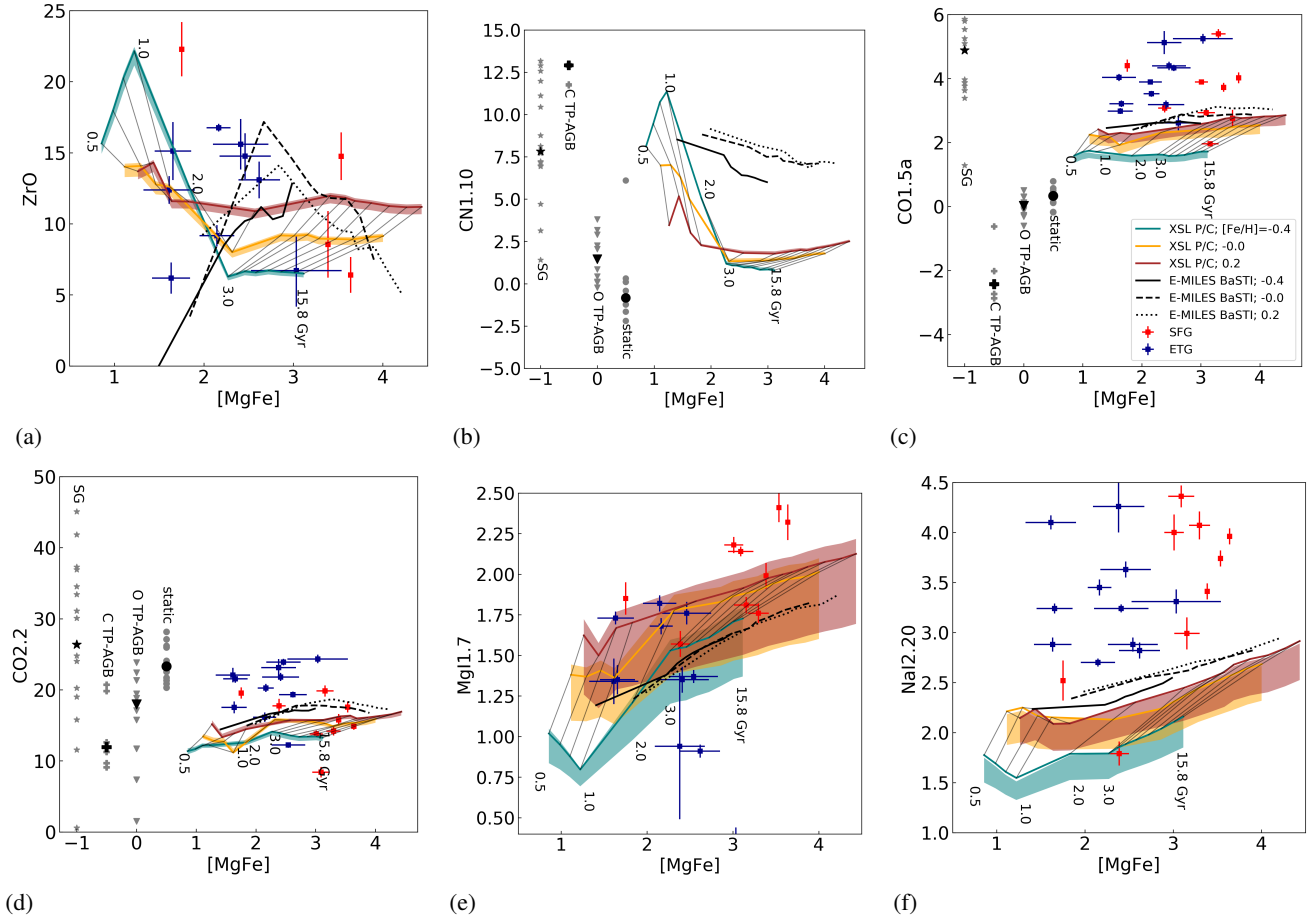 25
20
15
10
5
0
ZrO
1.0
0.5
2.0
3.0
15.8 Gyr
1
2
3
4
[MgFe]
(a)
15.0
12.5
10.0
7.5
5.0
2.5
0.0
−2.5
−5.0
CN1.10
SG
C TP-AGB
O TP-AGB
static
1.0
0.5
2.0
3.0
15.8 Gyr
−1
0
1
2
3
4
[MgFe]
(b)
6
4
2
0
−2
−4
CO1.5a
SG
C TP-AGB
O TP-AGB
static
0.5
1.0
2.0
3.0
15.8 Gyr
XSL P/C; [Fe/H]=-0.4
XSL P/C; -0.0
XSL P/C; 0.2
E-MILES BaSTI; -0.4
E-MILES BaSTI; -0.0
E-MILES BaSTI; 0.2
SFG
ETG
−1
0
1
2
3
4
[MgFe]
(c)
50
40
30
20
10
0
CO2.2
SG
C TP-AGB
O TP-AGB
static
0.5
1.0
2.0
3.0
15.8 Gyr
−1
0
1
2
3
4
[MgFe]
(d)
2.50
2.25
2.00
1.75
1.50
1.25
1.00
0.75
0.50
MgI1.7
0.5
1.0
2.0
3.0
15.8 Gyr
1
2
3
4
[MgFe]
(e)
4.5
4.0
3.5
3.0
2.5
2.0
1.5
1.0
NaI2.20
0.5
1.0
2.0
3.0
15.8 Gyr
1
2
3
4
[MgFe]
(f)